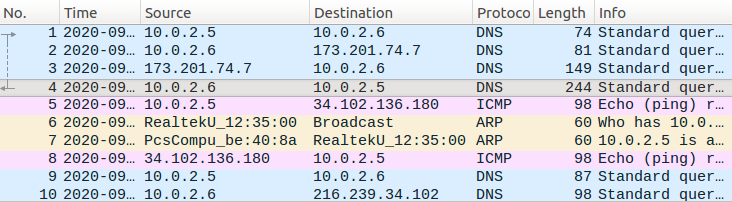 No. Time Source Destination Protoco Length Info
1 2020-09… 10.0.2.5 10.0.2.6 DNS 74 Standard quer…
2 2020-09… 10.0.2.6 173.201.74.7 DNS 81 Standard quer…
3 2020-09… 173.201.74.7 10.0.2.6 DNS 149 Standard quer…
4 2020-09… 10.0.2.6 10.0.2.5 DNS 244 Standard quer…
5 2020-09… 10.0.2.5 34.102.136.180 ICMP 98 Echo (ping) r…
6 2020-09… RealtekU_12:35:00 Broadcast ARP 60 Who has 10.0.…
7 2020-09… PcsCompu_be:40:8a RealtekU_12:35:00 ARP 60 10.0.2.5 is a…
8 2020-09… 34.102.136.180 10.0.2.5 ICMP 98 Echo (ping) r…
9 2020-09… 10.0.2.5 10.0.2.6 DNS 87 Standard quer…
10 2020-09… 10.0.2.6 216.239.34.102 DNS 98 Standard quer…